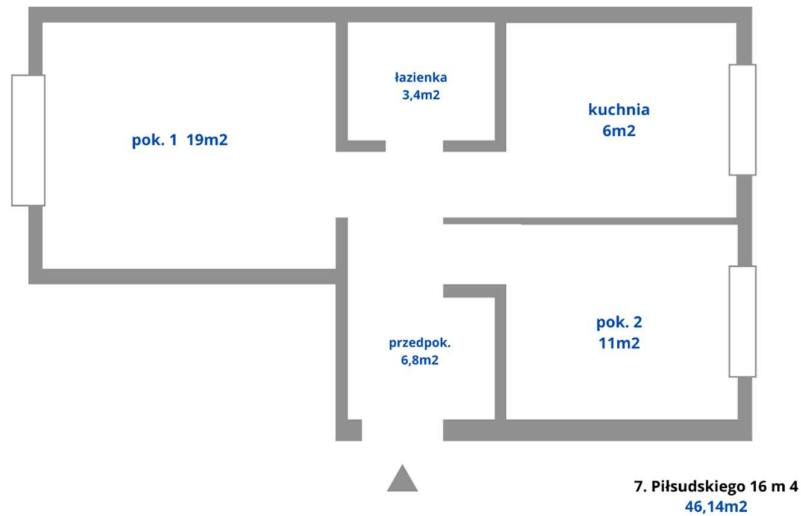 łazienka
3,4m2
kuchnia
6m2
pok. 1  19m2
pok. 2
11m2
przedpok.
6,8m2
7. Piłsudskiego 16 m 4
46,14m2